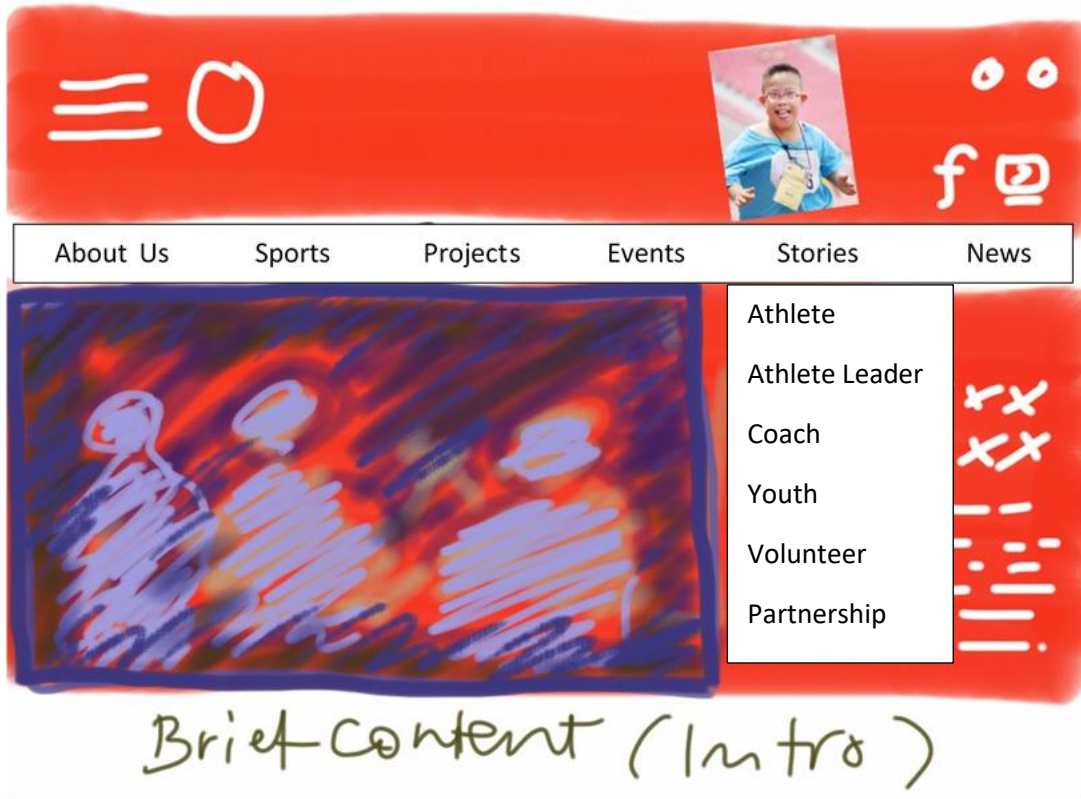 f
About Us Sports Projects Events Stories News
Athlete
Athlete Leader
Coach
Youth
Volunteer
Partnership
Brief Content (Intro)